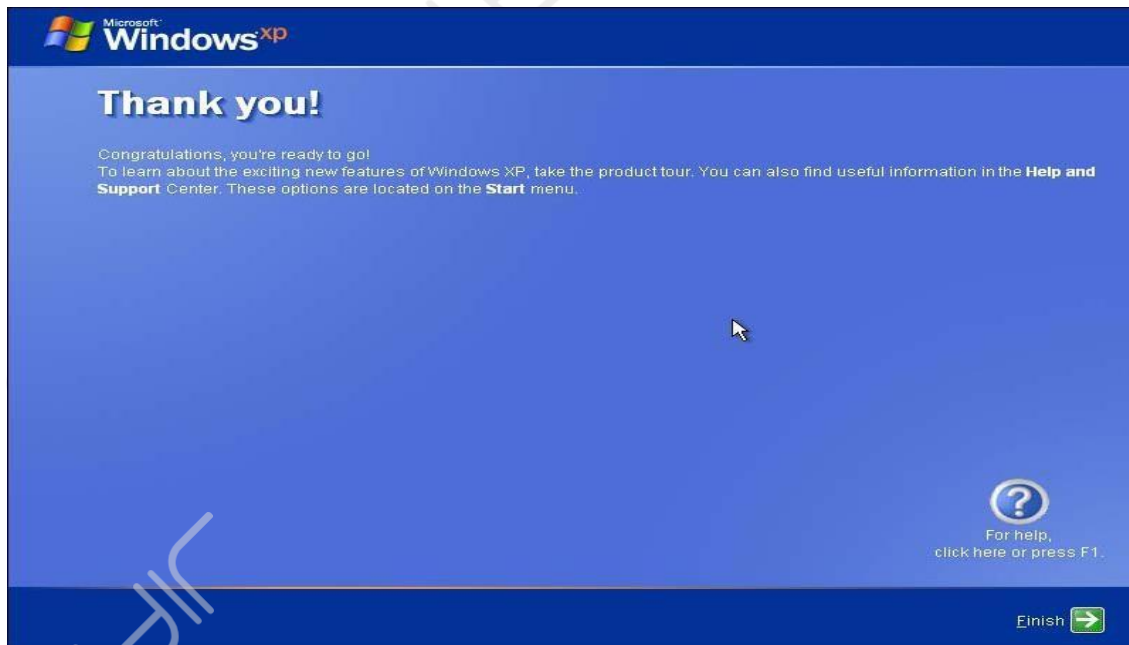 Microsoft
Windows xp
Thank you!
Congratulations, you're ready to go!
To learn about the exciting new features of Windows XP, take the product tour. You can also find useful information in the Help and
Support Center. These options are located on the Start menu.
For help,
click here or press F1.
Finish